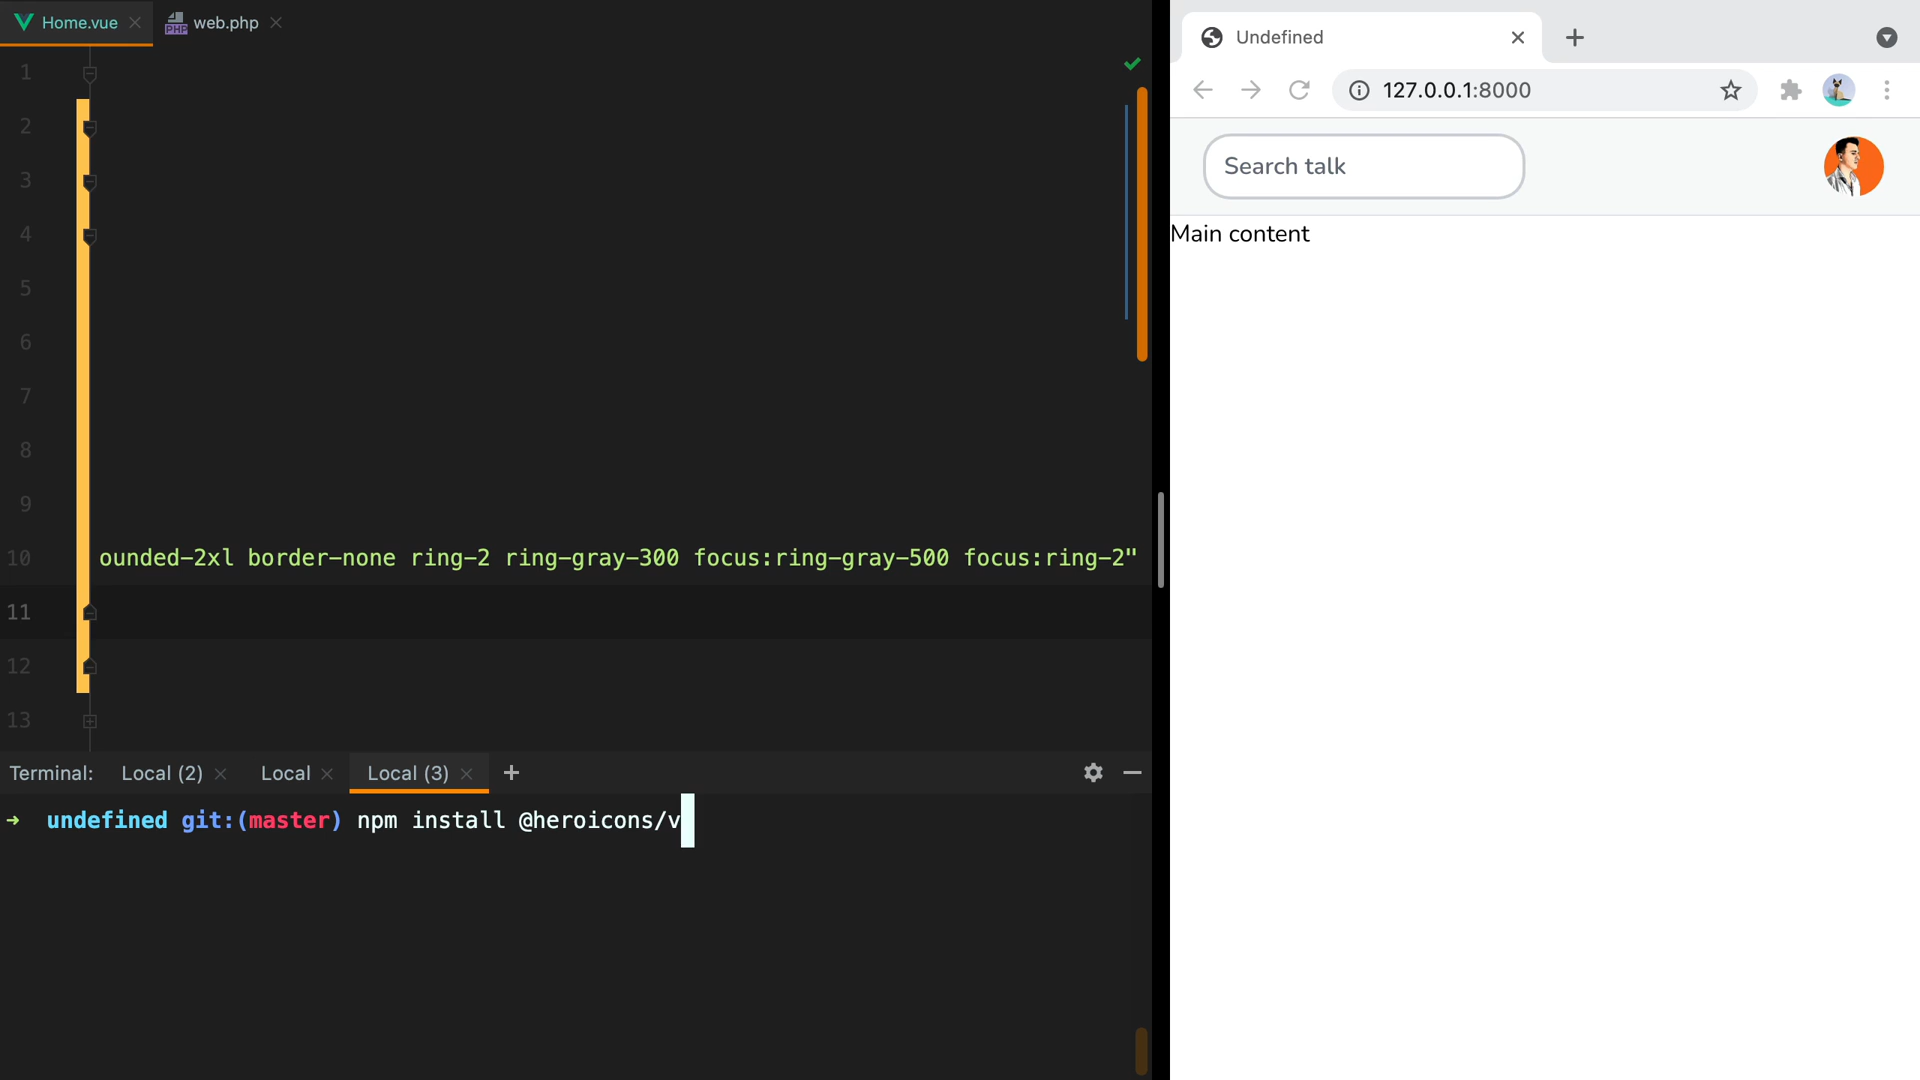 Home.vue
web.php
1
2
3
4
5
6
7
8
9
10 ounded-2xl border-none ring-2 ring-gray-300 focus:ring-gray-500 focus:ring-2"
11
12
13
Terminal: Local (2) Local Local (3)
→ undefined git:(master) npm install @heroicons/v
Undefined
127.0.0.1:8000
Search talk
Main content
PHP